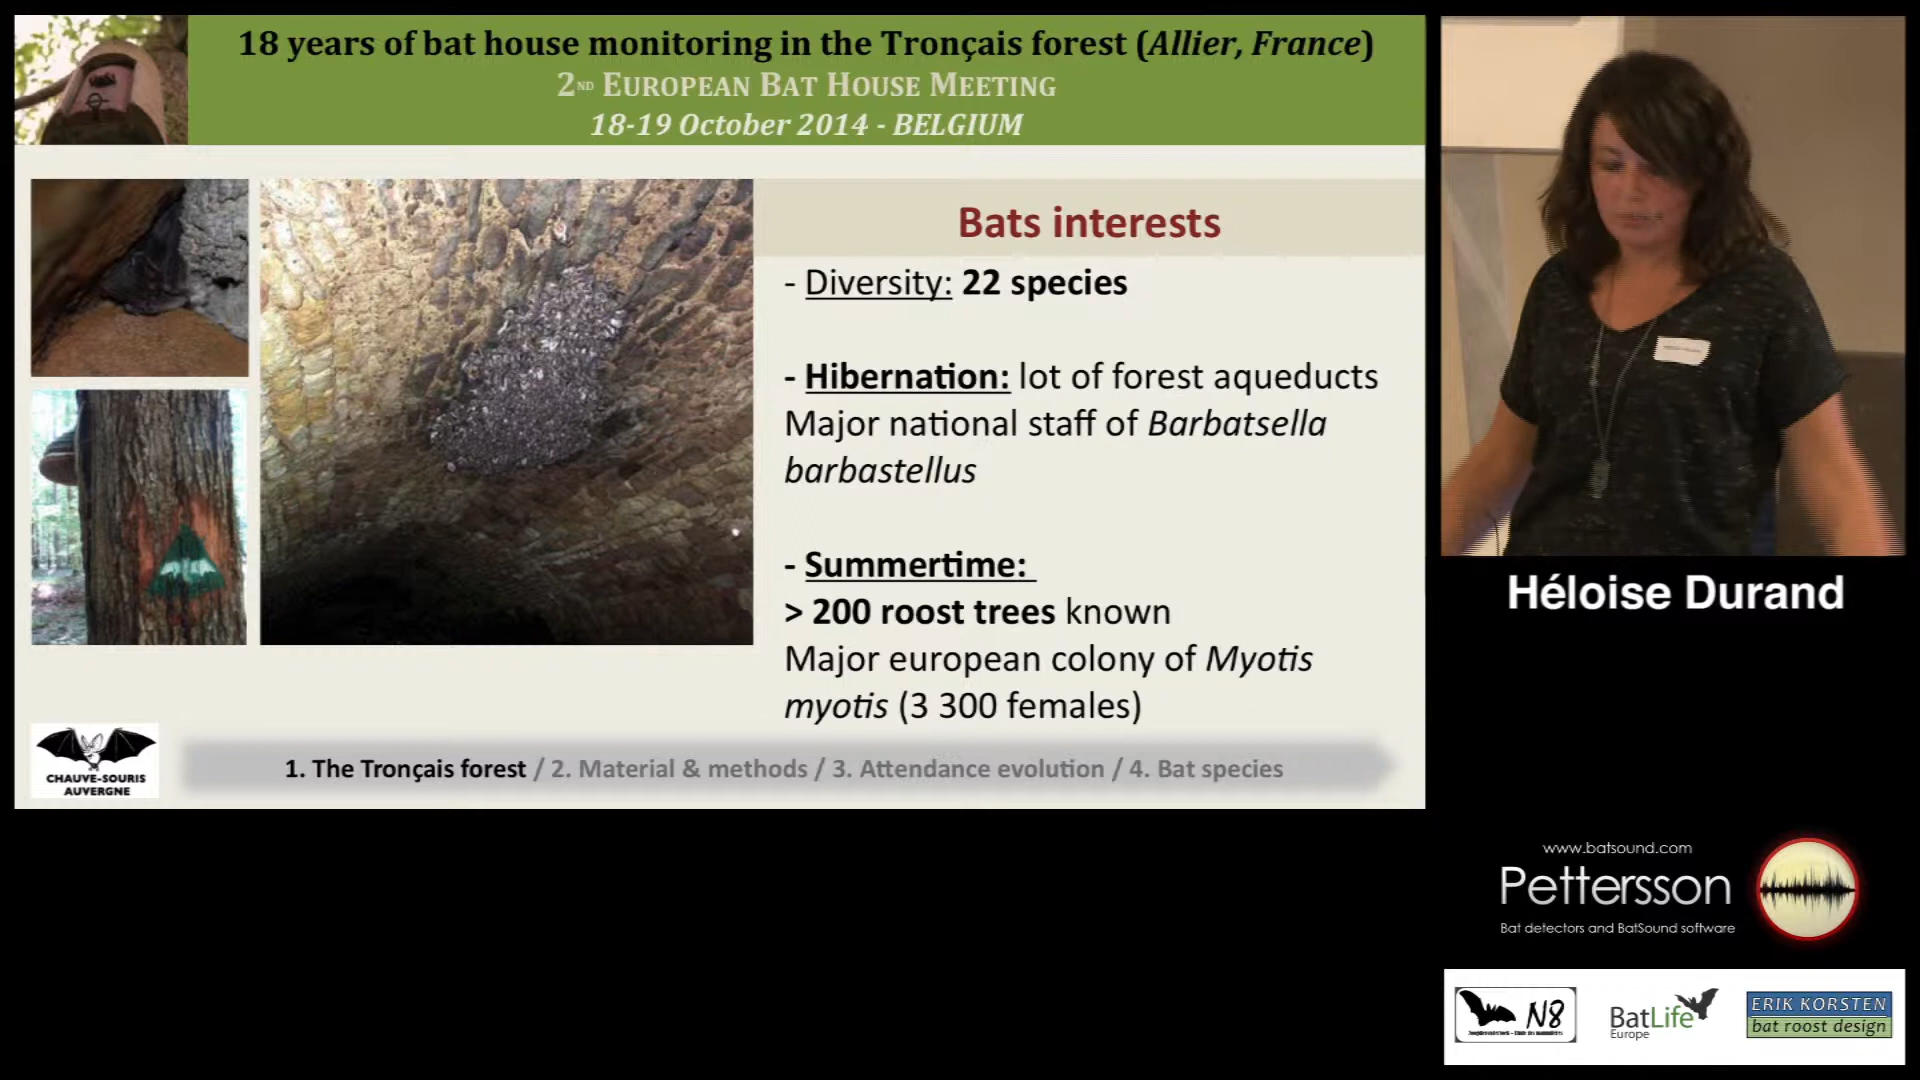 18 years of bat house monitoring in the Tronçais forest (Allier, France)
2ND EUROPEAN BAT HOUSE MEETING
18-19 October 2014 - BELGIUM
Bats interests
- Diversity: 22 species
- Hibernation: lot of forest aqueducts
Major national staff of Barbatsella
barbastellus
- Summertime:
> 200 roost trees known
Major european colony of Myotis
myotis (3 300 females)
CHAUVE-SOURIS
AUVERGNE
1. The Tronçais forest / 2. Material & methods / 3. Attendance evolution / 4. Bat species
Héloise Durand
www.batsound.com
Pettersson
Bat detectors and BatSound software
N8
BatLife
Europe
ERIK KORSTEN
bat roost design